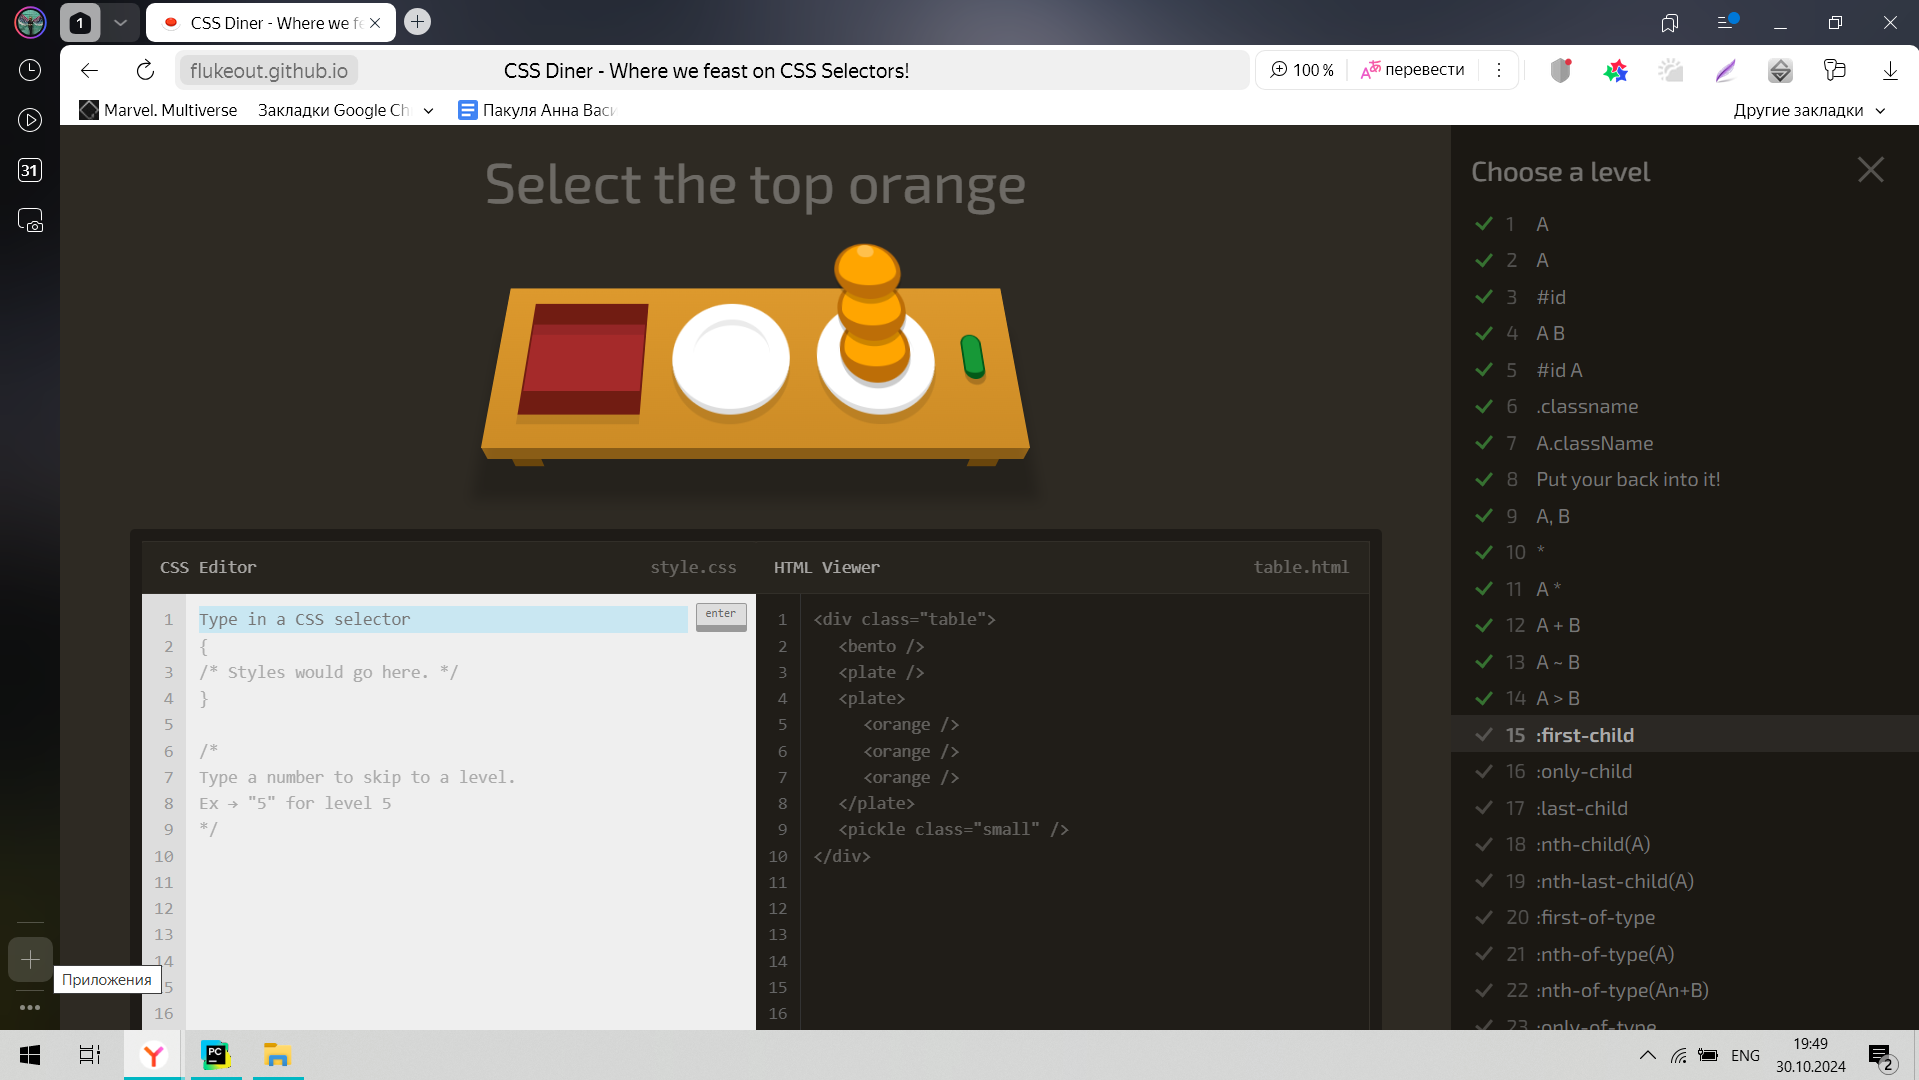 1
CSS Diner - Where we fe
flukeout.github.io
CSS Diner - Where we feast on CSS Selectors!
100 %
перевести
31
Marvel. Multiverse
Закладки Google Ch
Пакуля Анна Васи
Другие закладки
Select the top orange
CSS Editor
style.css
1 Type in a CSS selector
enter
2 {
3 /* Styles would go here. */
4 }
5
6 /*
7 Type a number to skip to a level.
8 Ex → "5" for level 5
9 */
10
11
12
13
14
5
16
HTML Viewer
table.html
1 <div class="table">
2 <bento />
3 <plate />
4 <plate>
5 <orange />
6 <orange />
7 <orange />
8 </plate>
9 <pickle class="small" />
10 </div>
11
12
13
14
15
16
Choose a level
1 A
2 A
3 #id
4 A B
5 #id A
6 .classname
7 A.className
8 Put your back into it!
9 A, B
10 *
11 A *
12 A + B
13 A ~ B
14 A > B
15 :first-child
16 :only-child
17 :last-child
18 :nth-child(A)
19 :nth-last-child(A)
20 :first-of-type
21 :nth-of-type(A)
22 :nth-of-type(An+B)
23 :only-of-type
Приложения
PC
ENG
19:49
30.10.2024
2